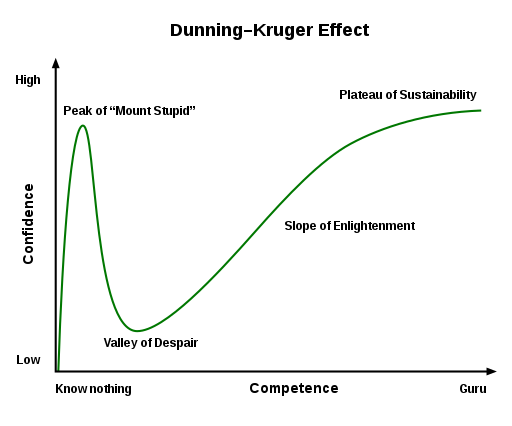 Dunning–Kruger Effect
High
Plateau of Sustainability
Peak of “Mount Stupid”
Confidence
Slope of Enlightenment
Valley of Despair
Low
Know nothing
Competence
Guru